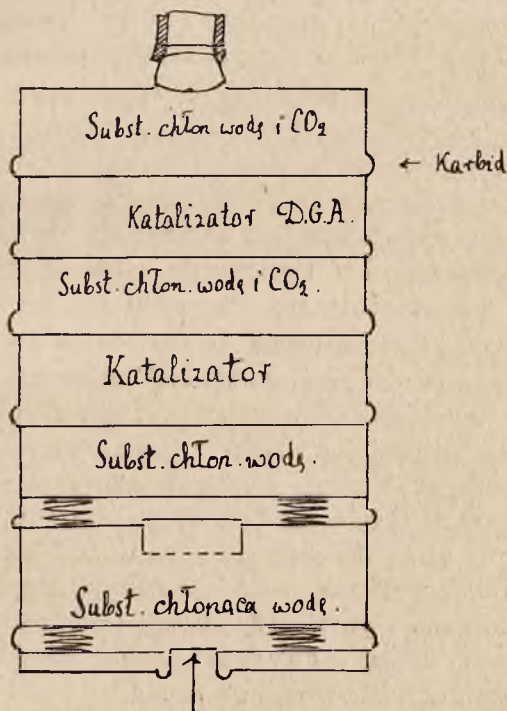 Subst. chłon wodę i CO₂
← Karbid
Katalizator D.G.A.
Subst. chłon. wodę i CO₂.
Katalizator
Subst. chłon. wodę.
Subst. chłonąca wodę.